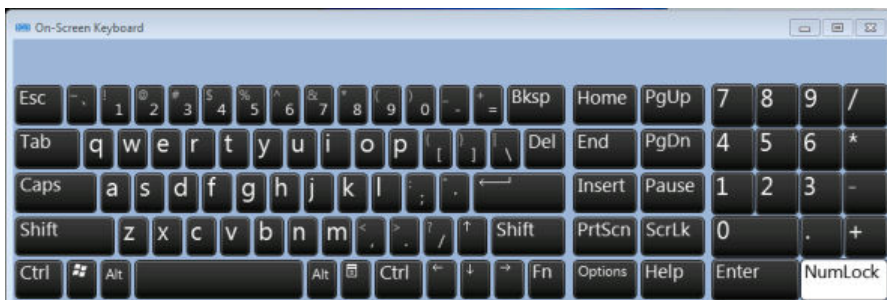 On-Screen Keyboard
Esc ~ ` ! 1 @ 2 # 3 $ 4 % 5 ^ 6 & 7 * 8 ( 9 ) 0 _ - + = Bksp Home PgUp 7 8 9 /
Tab q w e r t y u i o p { [ } ] | \ Del End PgDn 4 5 6 *
Caps a s d f g h j k l : ; " ' Insert Pause 1 2 3 -
Shift z x c v b n m < , > . ? / ↑ Shift PrtScn ScrLk 0 . +
Ctrl Alt Alt Ctrl ← ↓ → Fn Options Help Enter NumLock